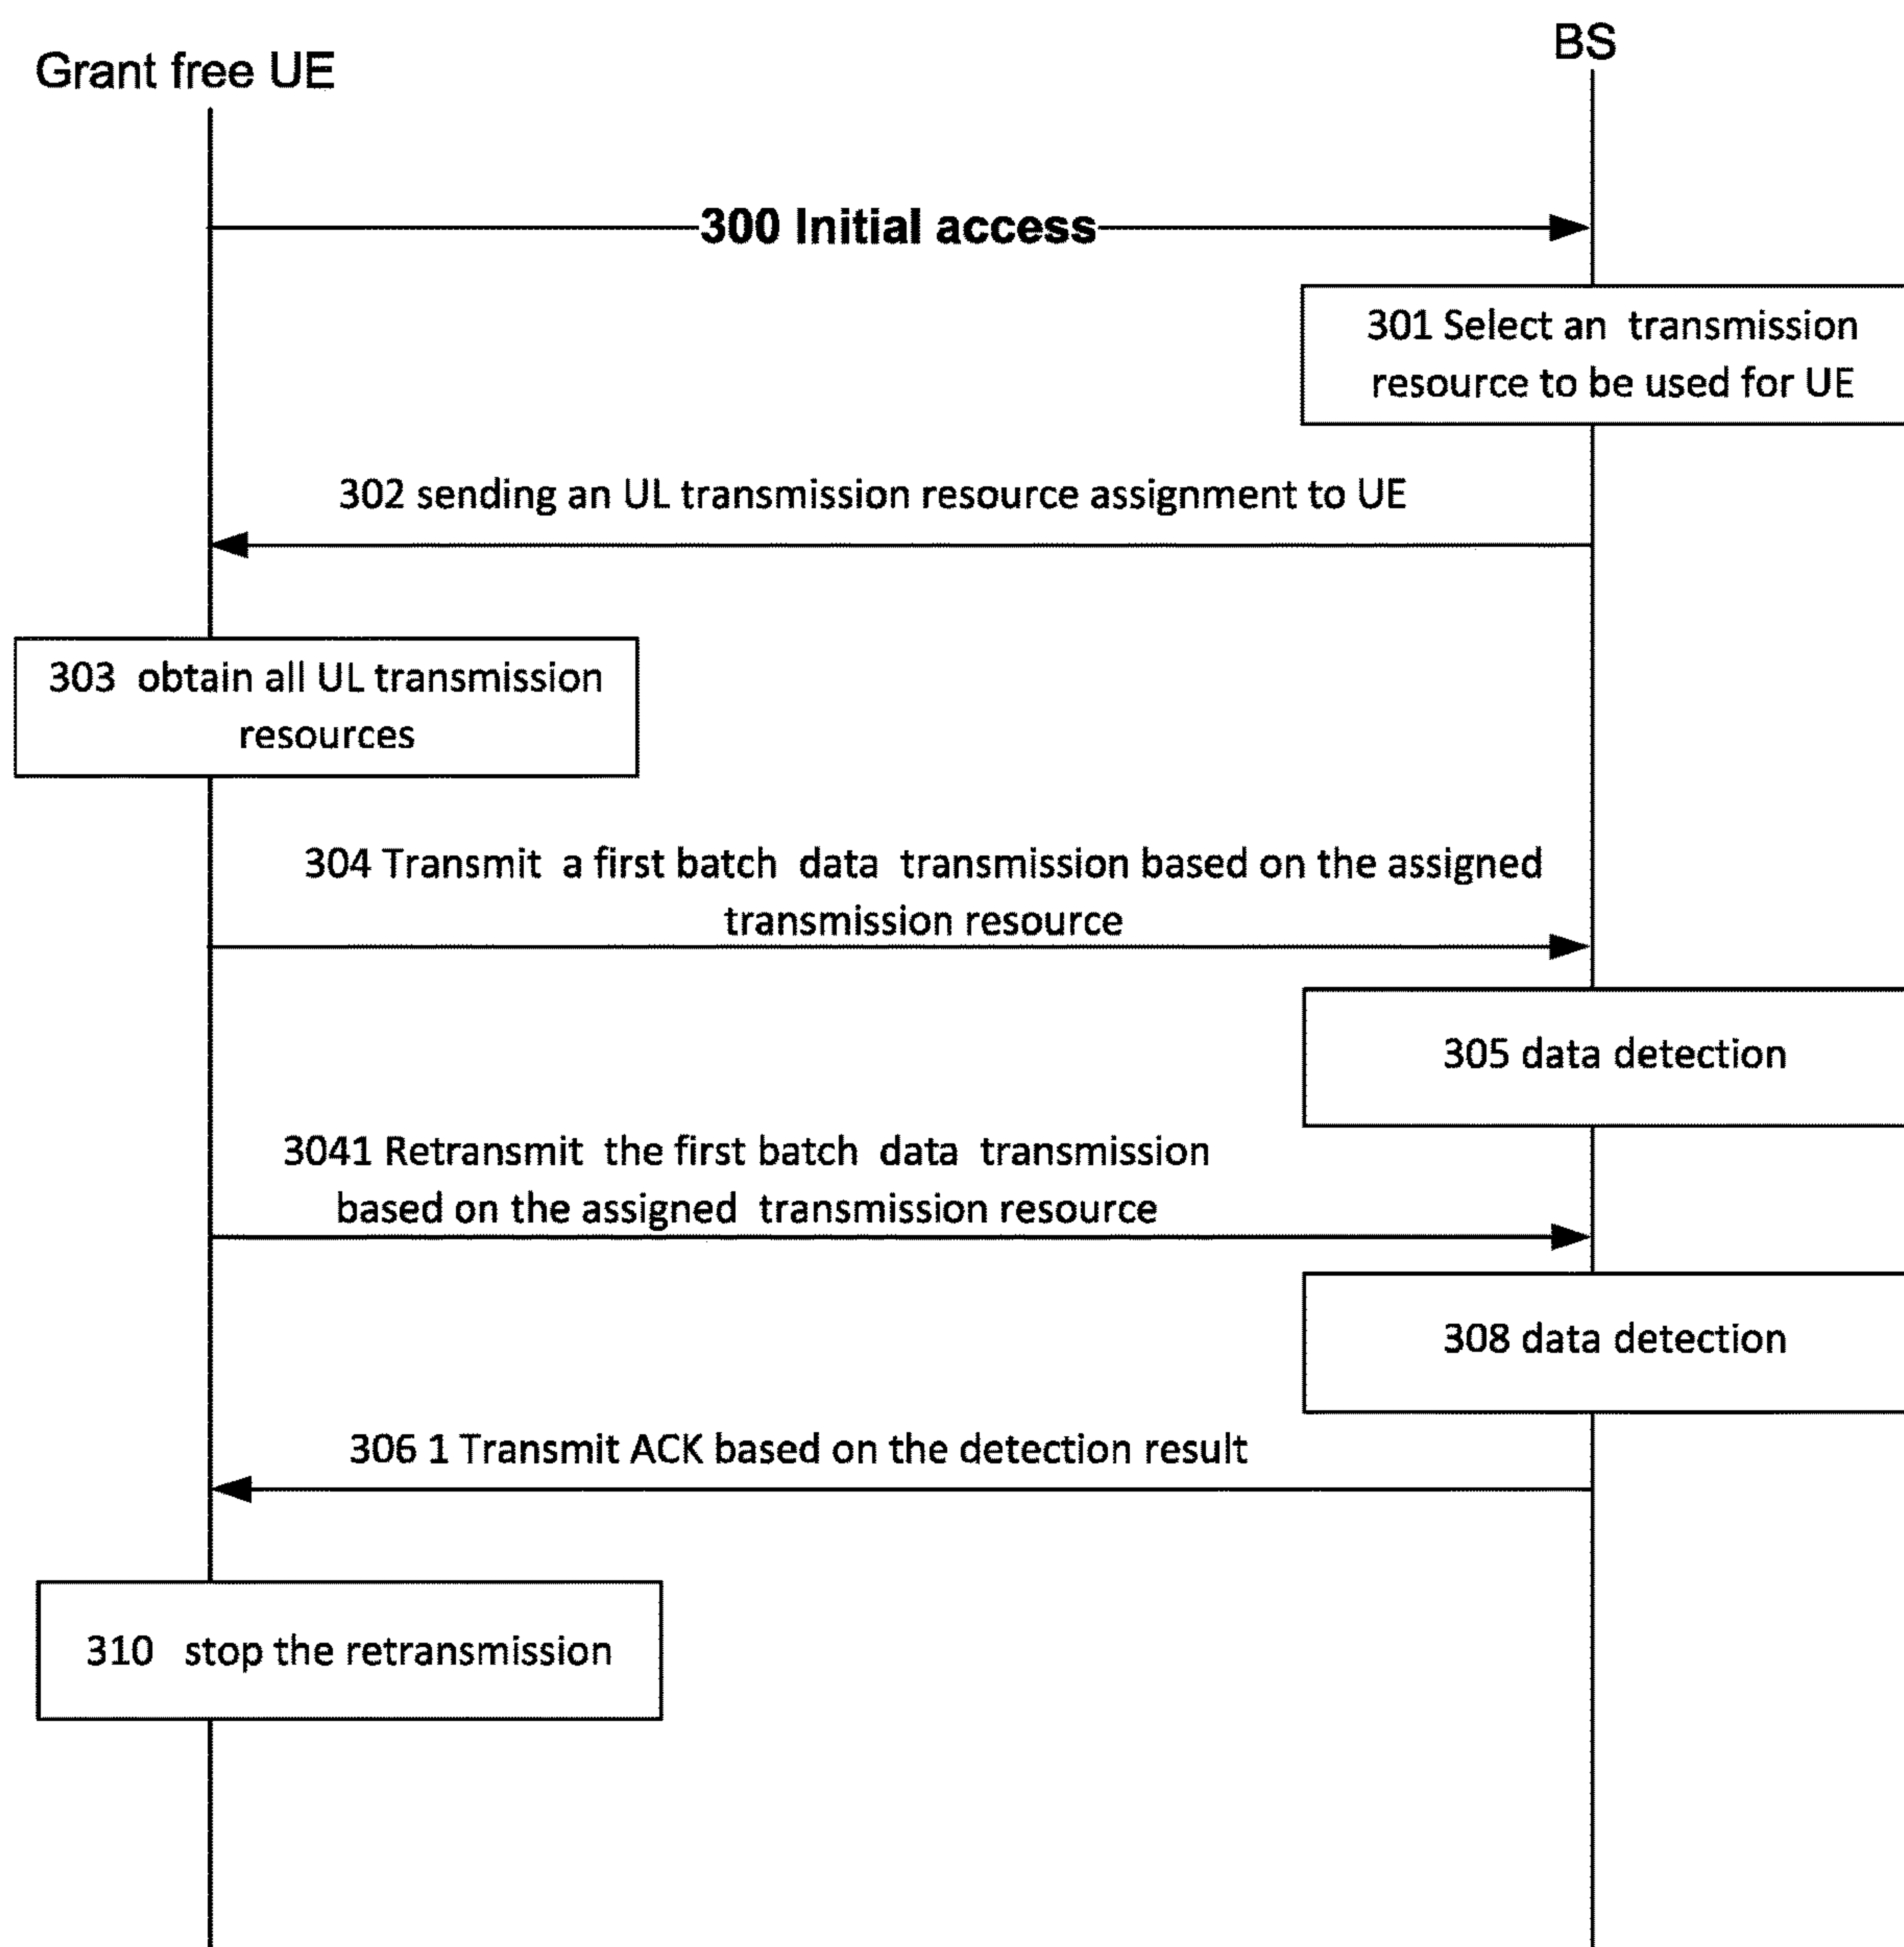 Grant free UE
BS
300 Initial access
301 Select an transmission
resource to be used for UE
302 sending an UL transmission resource assignment to UE
303 obtain all UL transmission
resources
304 Transmit a first batch data transmission based on the assigned
transmission resource
305 data detection
3041 Retransmit the first batch data transmission
based on the assigned transmission resource
308 data detection
306 1 Transmit ACK based on the detection result
310 stop the retransmission